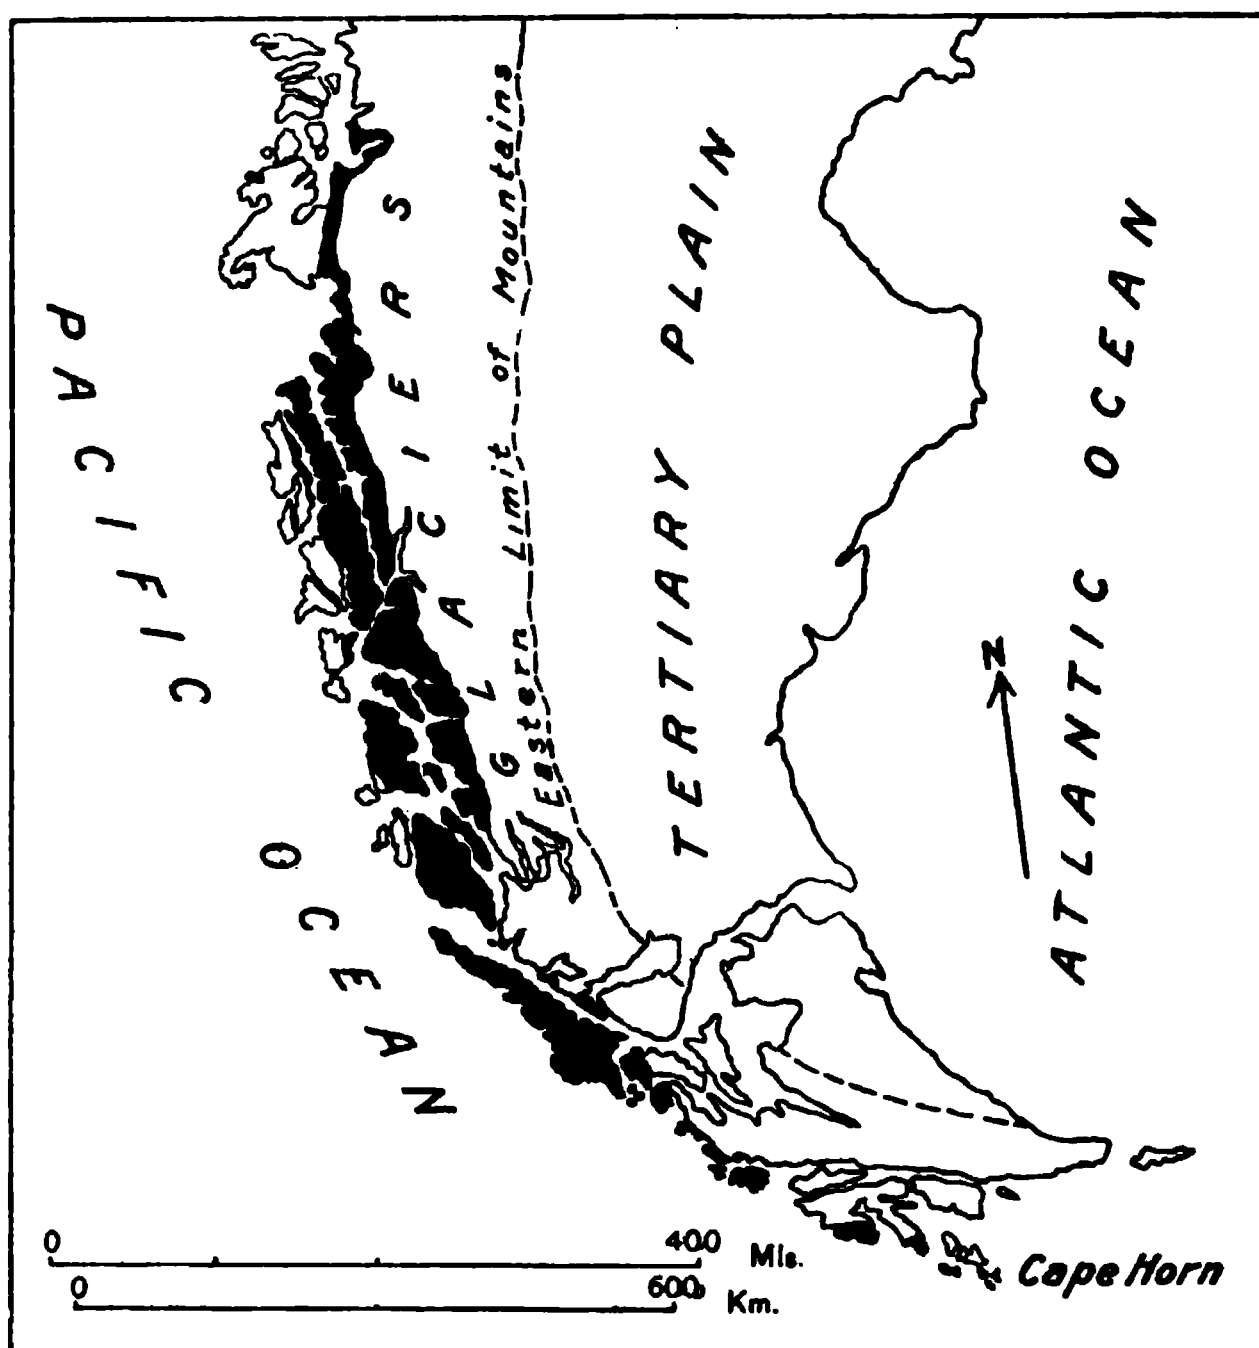 PACIFIC OCEAN
GLACIERS
Eastern Limit of Mountains
TERTIARY PLAIN
ATLANTIC OCEAN
N
0 400 Mls.
0 600 Km.
Cape Horn